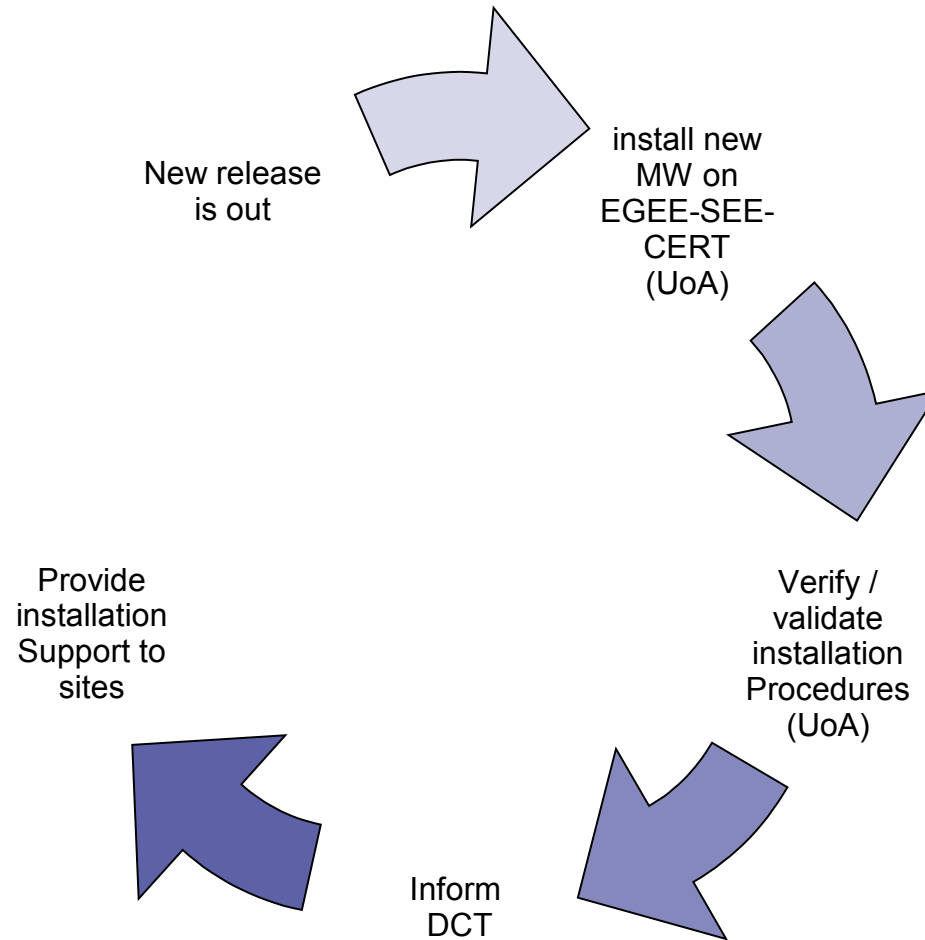 New release
is out
install new
MW on
EGEE-SEE-
CERT
(UoA)
Verify /
validate
installation
Procedures
(UoA)
Inform
DCT
Provide
installation
Support to
sites